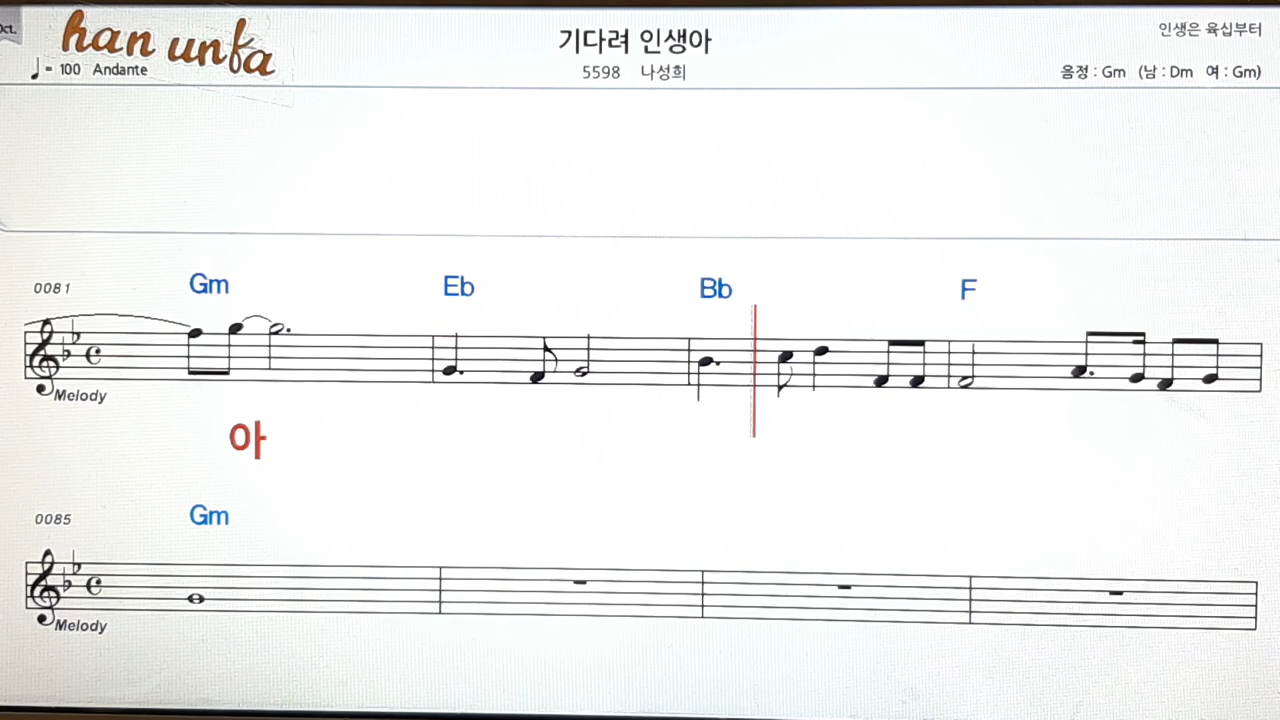 Oct.
han unfa
기다려 인생아
인생은 육십부터
♩= 100 Andante
5598 나성희
음정 : Gm (남 : Dm 여 : Gm)
0081
Gm Eb Bb F
Melody
아
0085
Gm
Melody